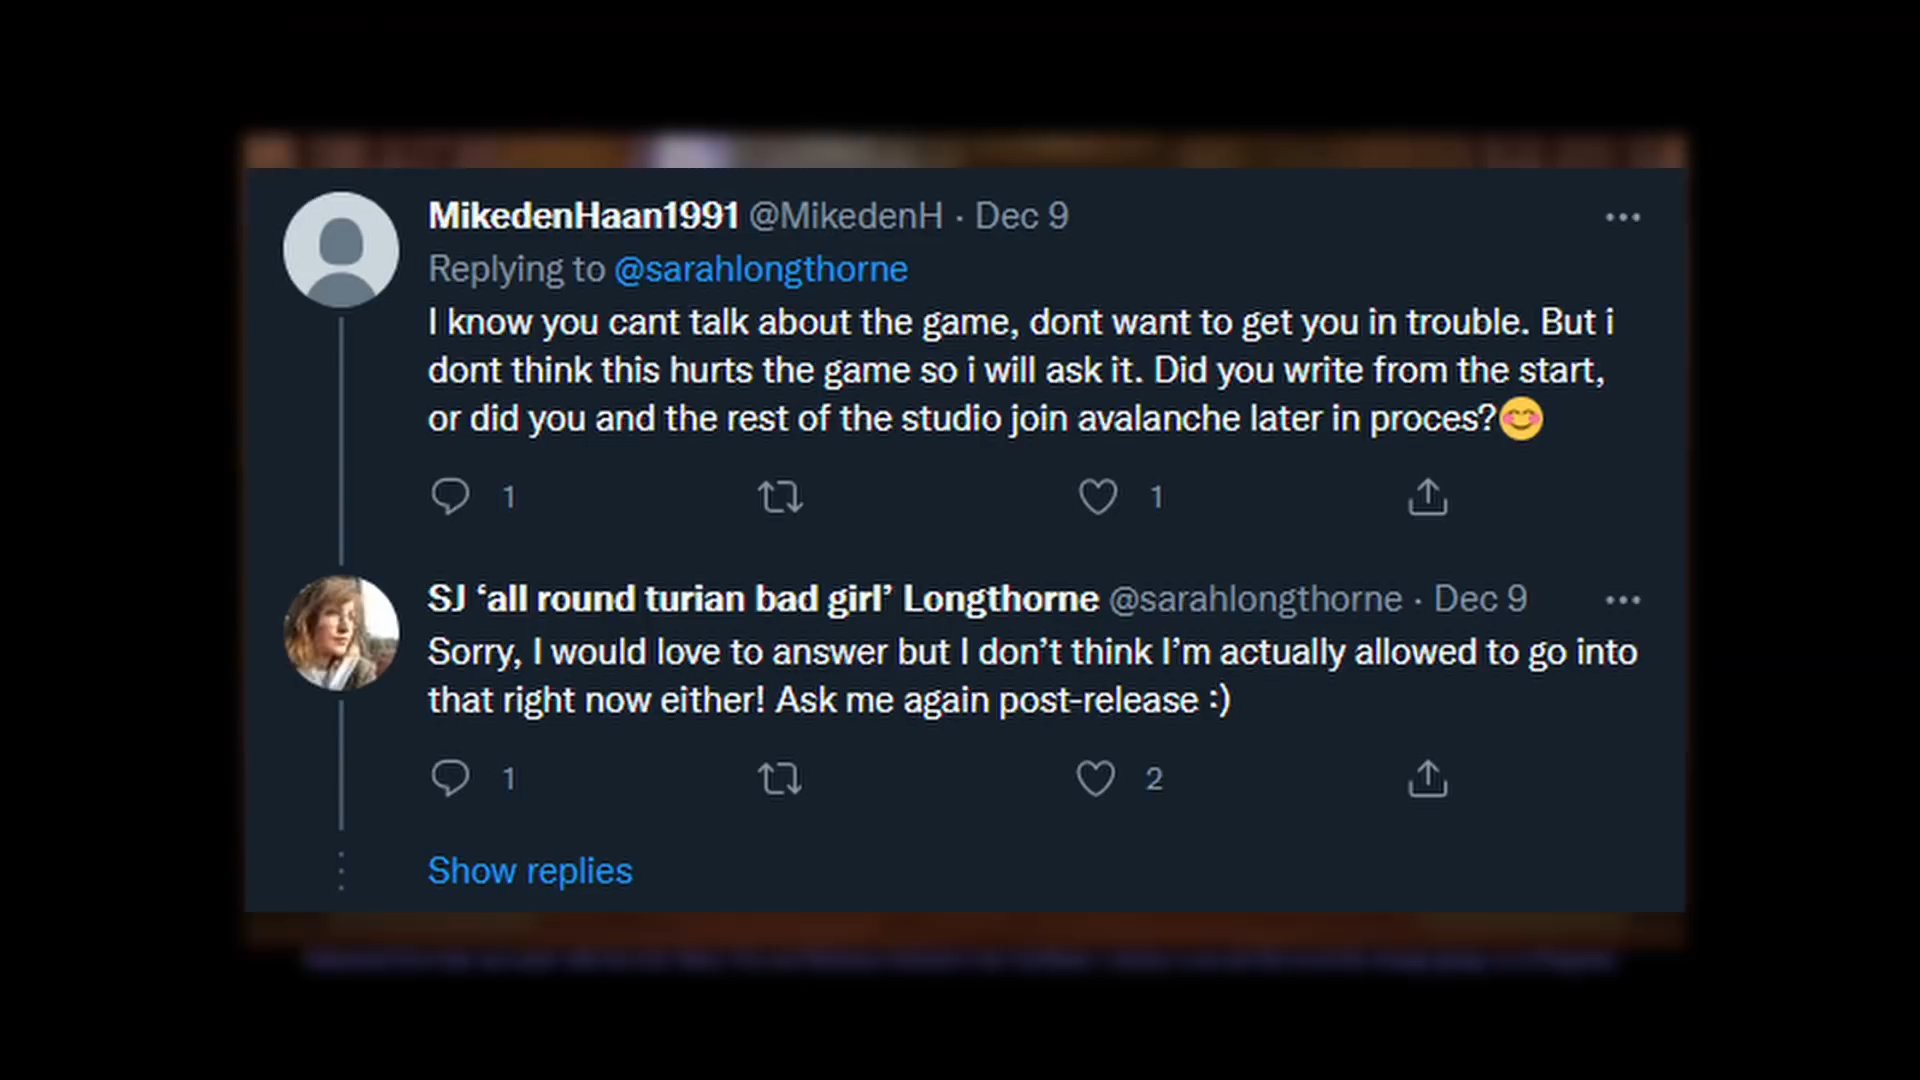 MikedenHaan1991 @MikedenH · Dec 9
Replying to @sarahlongthorne
I know you cant talk about the game, dont want to get you in trouble. But i
dont think this hurts the game so i will ask it. Did you write from the start,
or did you and the rest of the studio join avalanche later in proces?😊
1 1
SJ ‘all round turian bad girl’ Longthorne @sarahlongthorne · Dec 9
Sorry, I would love to answer but I don’t think I’m actually allowed to go into
that right now either! Ask me again post-release :)
1 2
Show replies